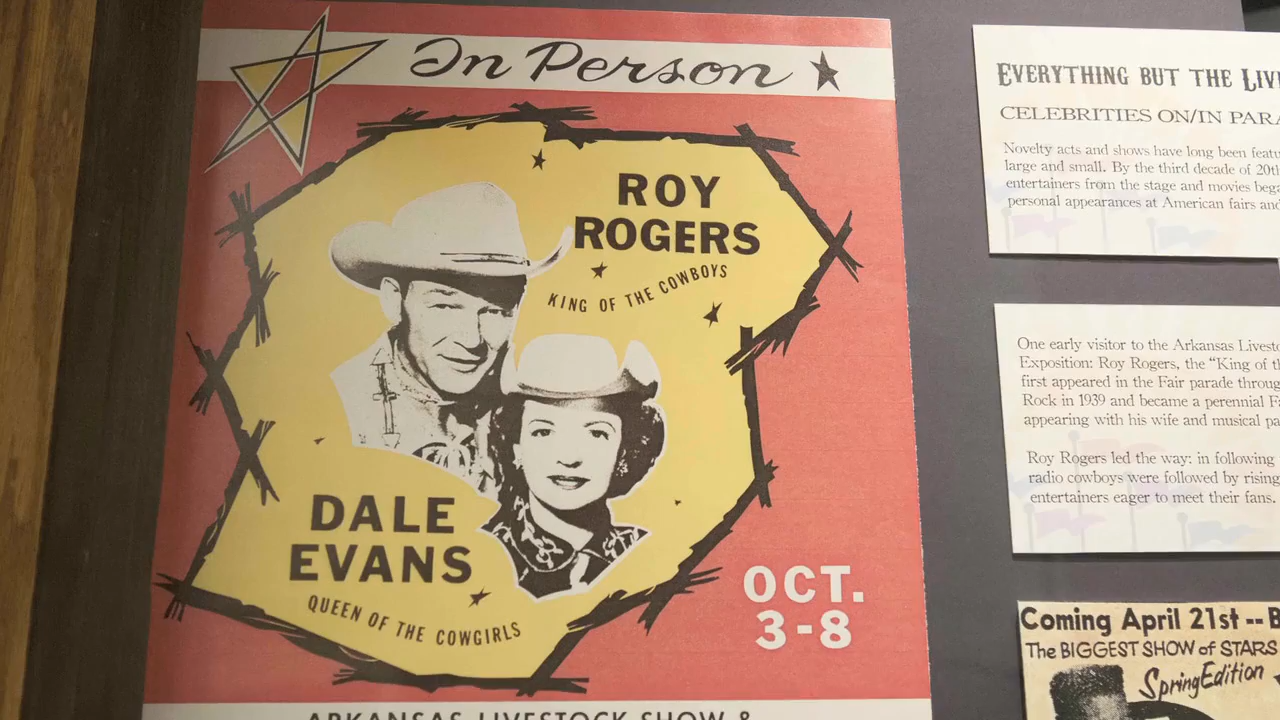 In Person
ROY
ROGERS
KING OF THE COWBOYS
DALE
EVANS
QUEEN OF THE COWGIRLS
OCT.
3-8
ARKANSAS LIVESTOCK SHOW &
EVERYTHING BUT THE
CELEBRITIES ON/IN
Novelty acts and shows have long been
large and small. By the third decade of 20th
entertainers from the stage and movies
personal appearances at American fairs and
One early visitor to the Arkansas
Exposition: Roy Rogers, the “King of
first appeared in the Fair parade
Rock in 1939 and became a perennial
appearing with his wife and musical
Roy Rogers led the way: in following
radio cowboys were followed by rising
entertainers eager to meet their fans.
Coming April 21st --
The BIGGEST SHOW of STARS
Spring Edition